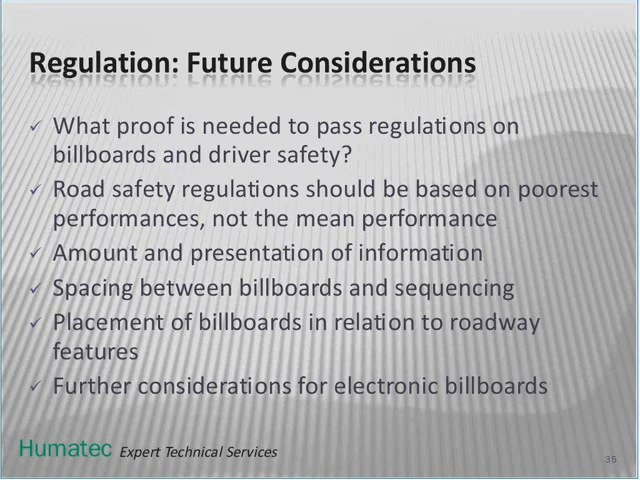 Regulation: Future Considerations
✓ What proof is needed to pass regulations on
billboards and driver safety?
✓ Road safety regulations should be based on poorest
performances, not the mean performance
✓ Amount and presentation of information
✓ Spacing between billboards and sequencing
✓ Placement of billboards in relation to roadway
features
✓ Further considerations for electronic billboards
Humatec Expert Technical Services
35